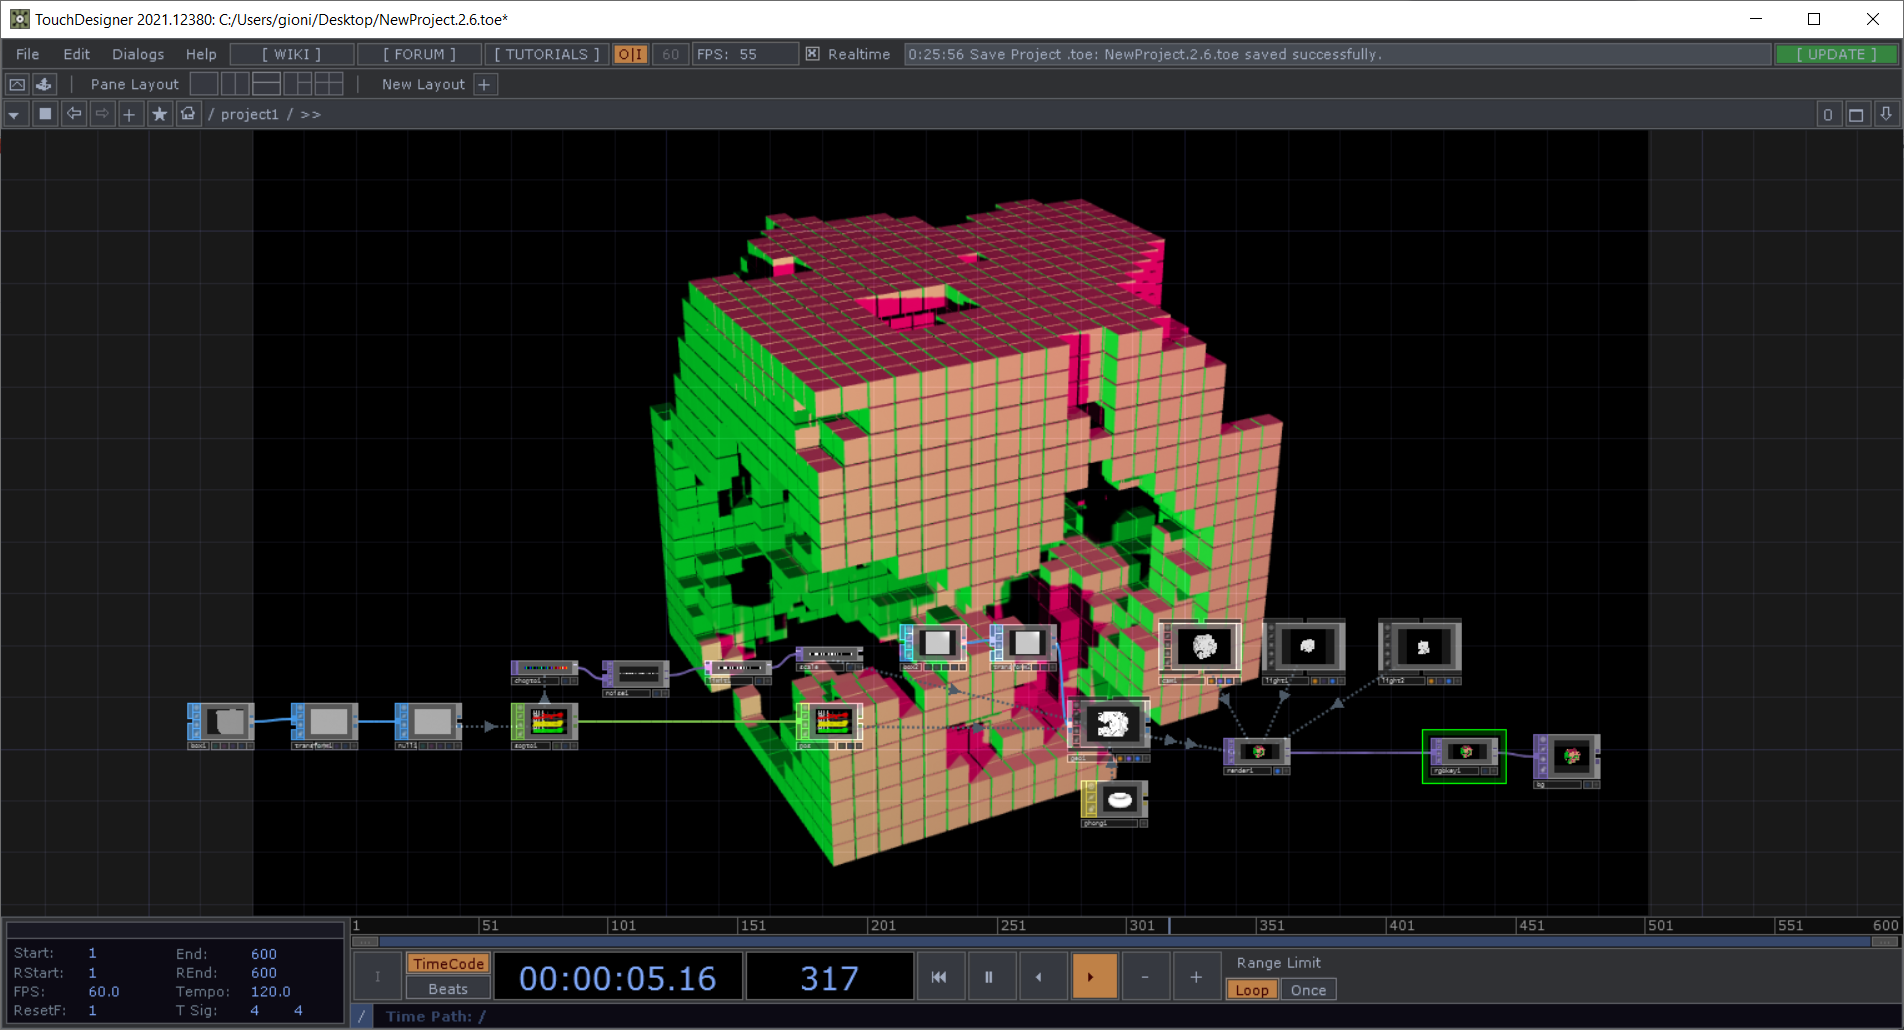 TouchDesigner 2021.12380: C:/Users/gioni/Desktop/NewProject.2.6.toe*
File Edit Dialogs Help [ WIKI ] [ FORUM ] [ TUTORIALS ] O|I 60 FPS: 55 Realtime 0:25:56 Save Project .toe: NewProject.2.6.toe saved successfully. [ UPDATE ]
Pane Layout New Layout +
/ project1 / >> 0
box1 transform1 null1 sopto1
chopto1 noise1 scale
pos
box2
geo1
phong1
cam1 light1 light2
render1 rgbkey1 bg
1 51 101 151 201 251 301 351 401 451 501 551 600
Start: 1 End: 600
RStart: 1 REnd: 600
FPS: 60.0 Tempo: 120.0
ResetF: 1 T Sig: 4 4
TimeCode
Beats
00:00:05.16
317
- +
Range Limit
Loop Once
/ Time Path: /